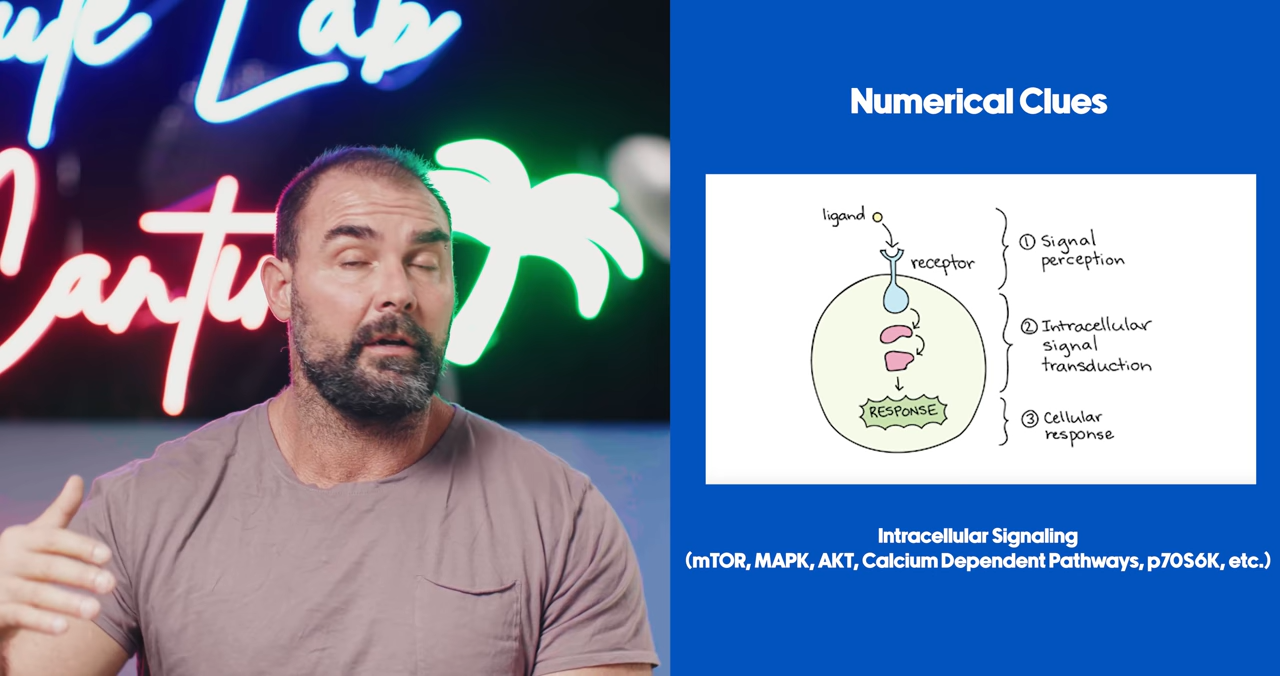 Lab
Numerical Clues
ligand
receptor
RESPONSE
① Signal
perception
② Intracellular
signal
transduction
③ Cellular
response
Intracellular Signaling
(mTOR, MAPK, AKT, Calcium Dependent Pathways, p70S6K, etc.)